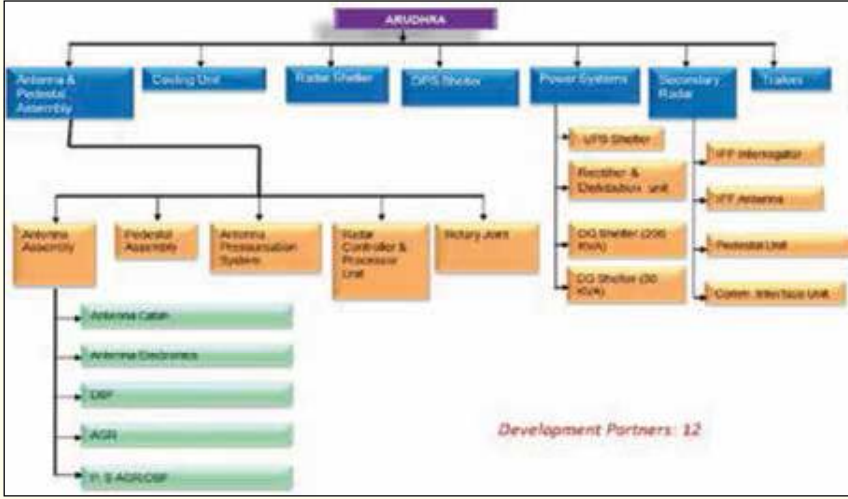 ARUDHRA
Antenna &
Pedestal
Assembly
Cooling Unit
Radar Shelter
OPS Shelter
Power Systems
Secondary
Radar
Trailers
UPS Shelter
Rectifier &
Distribution unit
DG Shelter (200
KVA)
DG Shelter (30
KVA)
IFF Interrogator
IFF Antenna
Pedestal Unit
Comm. Interface Unit
Antenna
Assembly
Pedestal
Assembly
Antenna
Pressurisation
System
Radar
Controller &
Processor
Unit
Rotary Joint
Antenna Cabin
Antenna Electronics
DBF
AGR
AGR/DBF
Development Partners: 12